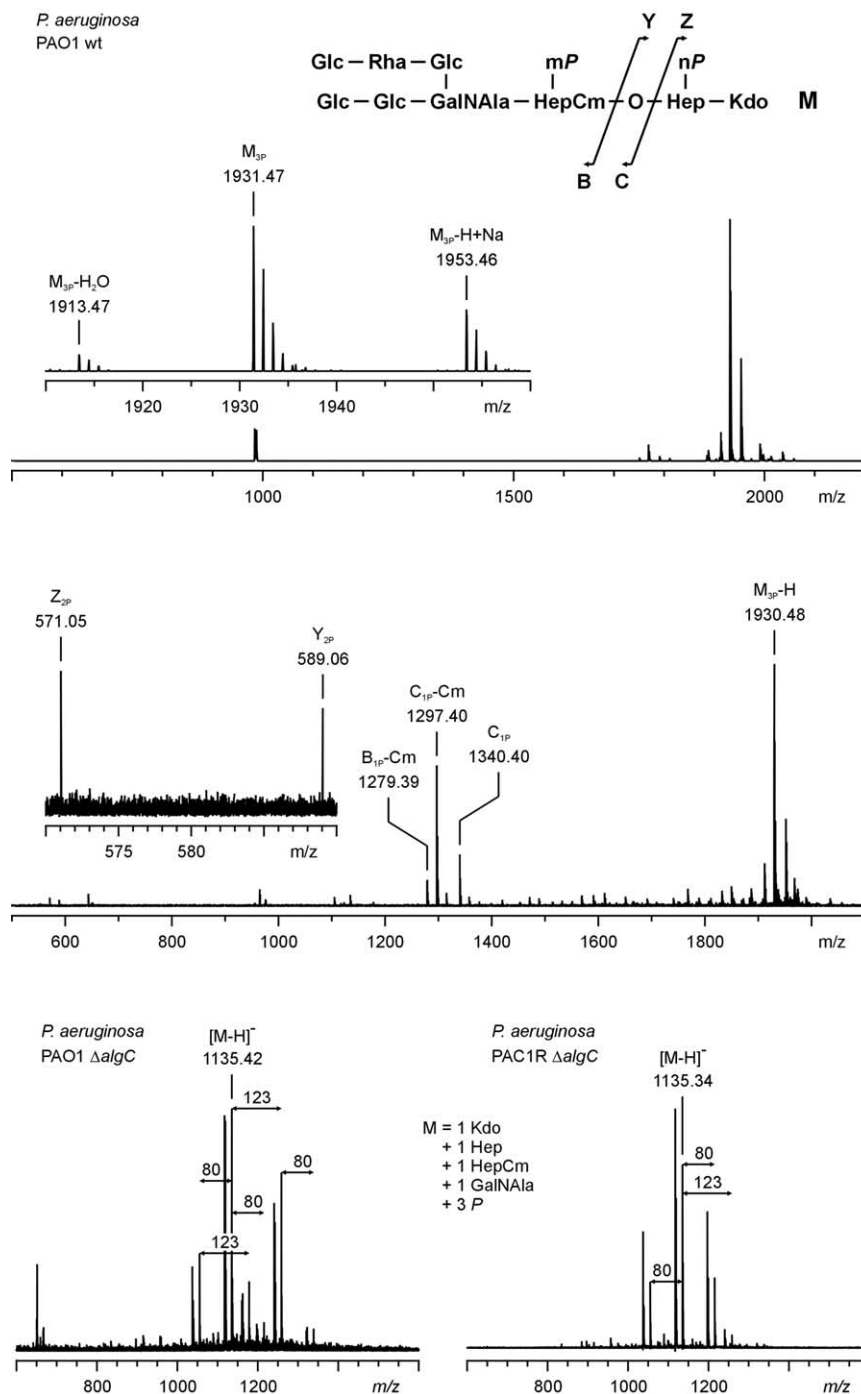 P. aeruginosa
PAO1 wt
Y Z
Glc – Rha – Glc mP nP
Glc – Glc – GalNAla – HepCm – O – Hep – Kdo M
B C
M3P
1931.47
M3P-H+Na
1953.46
M3P-H2O
1913.47
1920 1930 1940 m/z
1000 1500 2000 m/z
Z2P
571.05
Y2P
589.06
M3P-H
1930.48
C1P-Cm
1297.40
C1P
1340.40
B1P-Cm
1279.39
575 580 m/z
600 800 1000 1200 1400 1600 1800 m/z
P. aeruginosa
PAO1 ΔalgC
[M-H]-
1135.42
123
80
80
80
123
800 1000 1200 m/z
P. aeruginosa
PAC1R ΔalgC
[M-H]-
1135.34
M = 1 Kdo
+ 1 Hep
+ 1 HepCm
+ 1 GalNAla
+ 3 P
80
123
80
800 1000 1200 m/z